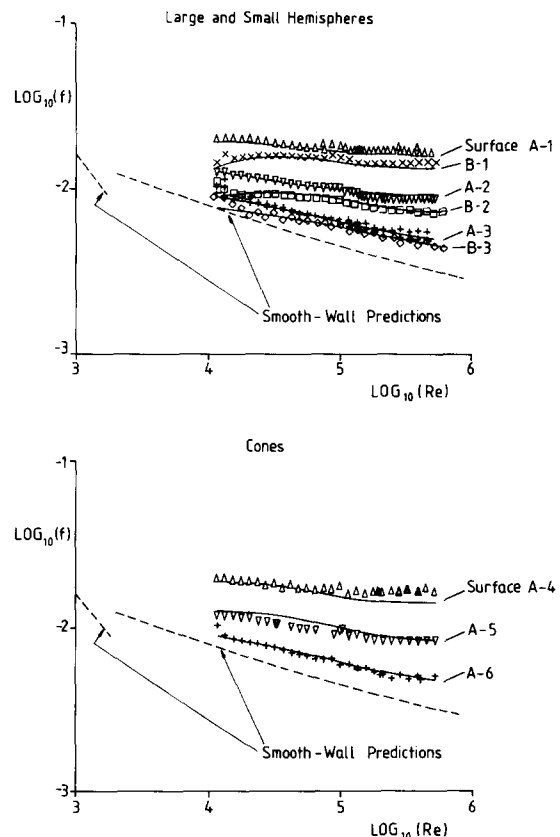 Large and Small Hemispheres
-1
LOG10(f)
Surface A-1
B-1
-2
A-2
B-2
A-3
B-3
Smooth-Wall Predictions
-3
3
4
5
6
LOG10(Re)
Cones
-1
LOG10(f)
Surface A-4
-2
A-5
A-6
Smooth-Wall Predictions
-3
3
4
5
6
LOG10(Re)